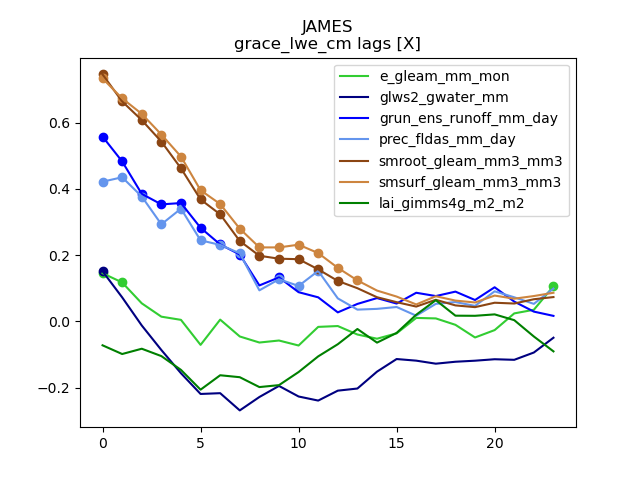 JAMES
grace_lwe_cm lags [X]
e_gleam_mm_mon
glws2_gwater_mm
grun_ens_runoff_mm_day
prec_fldas_mm_day
smroot_gleam_mm3_mm3
smsurf_gleam_mm3_mm3
lai_gimms4g_m2_m2
0.6
0.4
0.2
0.0
−0.2
0 5 10 15 20